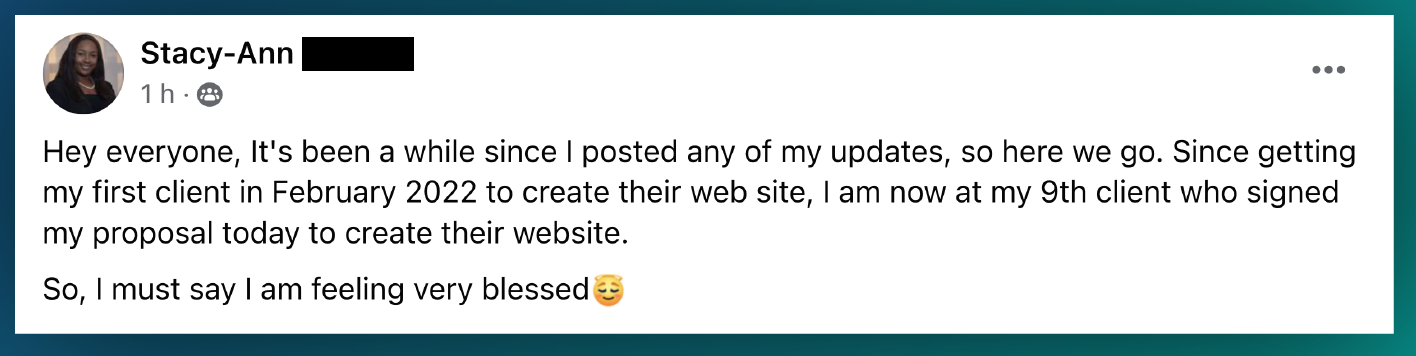 Stacy-Ann
1 h ·
Hey everyone, It's been a while since I posted any of my updates, so here we go. Since getting
my first client in February 2022 to create their web site, I am now at my 9th client who signed
my proposal today to create their website.
So, I must say I am feeling very blessed😇